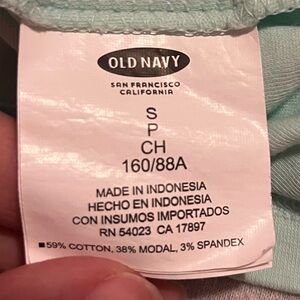 OLD NAVY
SAN FRANCISCO
CALIFORNIA
S
P
CH
160/88A
MADE IN INDONESIA
HECHO EN INDONESIA
CON INSUMOS IMPORTADOS
RN 54023 CA 17897
■59% COTTON, 38% MODAL, 3% SPANDEX